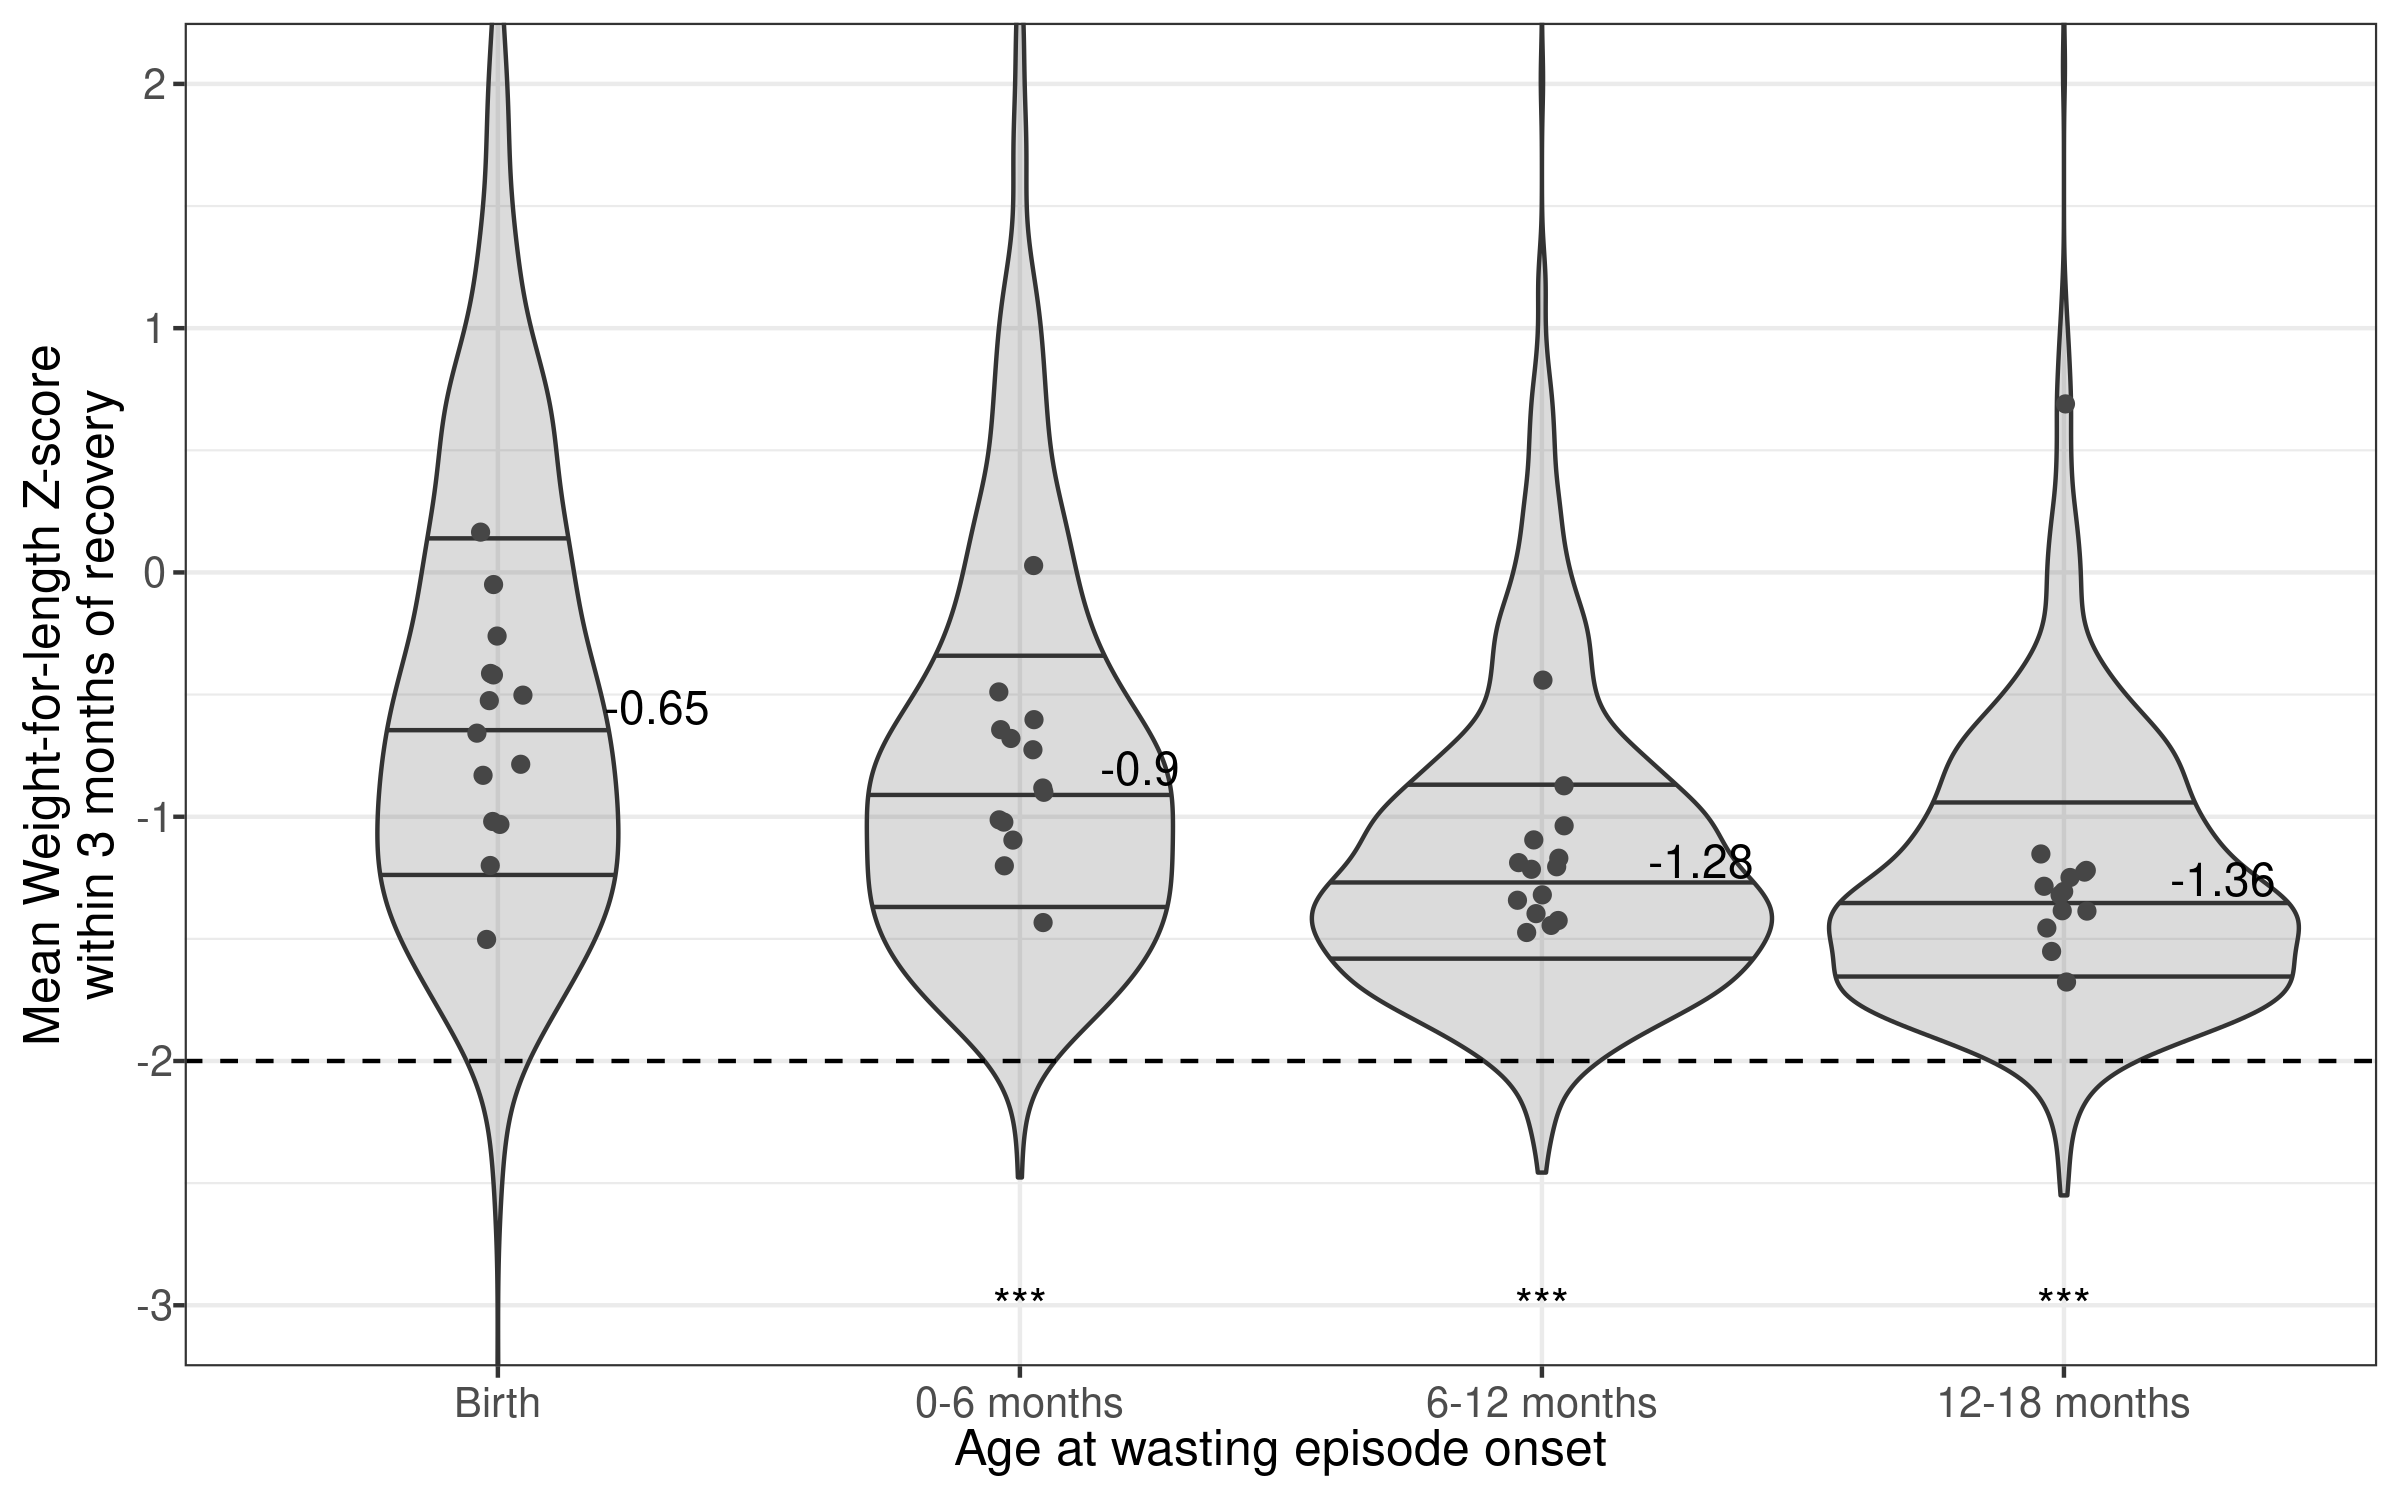 Mean Weight-for-length Z-score
within 3 months of recovery
2
1
0
-1
-2
-3
-0.65
-0.9
-1.28
-1.36
*** *** ***
Birth 0-6 months 6-12 months 12-18 months
Age at wasting episode onset